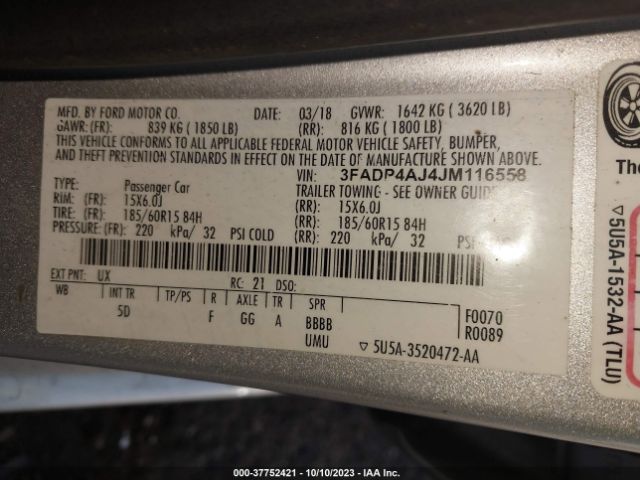 MFD. BY FORD MOTOR CO. DATE: 03/18 GVWR: 1642 KG ( 3620 LB)
GAWR:(FR): 839 KG ( 1850 LB) (RR): 816 KG ( 1800 LB)
THIS VEHICLE CONFORMS TO ALL APPLICABLE FEDERAL MOTOR VEHICLE SAFETY, BUMPER,
AND THEFT PREVENTION STANDARDS IN EFFECT ON THE DATE OF MANUFACTURE SHOWN ABOVE.
VIN: 3FADP4AJ4JM116558
TYPE: Passenger Car TRAILER TOWING - SEE OWNER GUIDE
RIM: (FR): 15X6.0J (RR): 15X6.0J
TIRE: (FR): 185/60R15 84H (RR): 185/60R15 84H
PRESSURE: (FR): 220 kPa/ 32 PSI COLD (RR): 220 kPa/ 32 PSI
EXT PNT: UX RC: 21 DSO:
WB INT TR TP/PS R AXLE TR SPR F0070
5D F GG A BBBB R0089
UMU ▽ 5U5A-3520472-AA
The
▽ 5U5A-1532-AA (TLU)
000-37752421 - 10/10/2023 - IAA Inc.